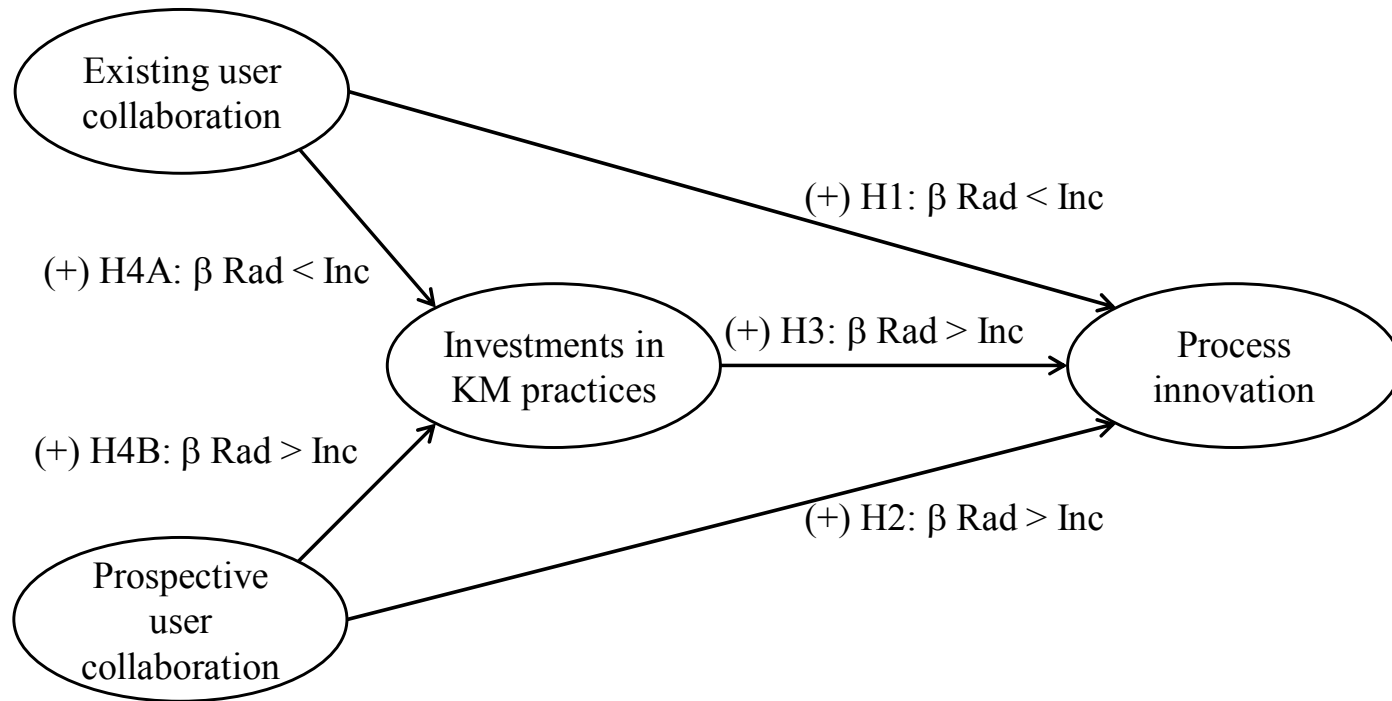 Existing user
collaboration
(+) H1: β Rad < Inc
(+) H4A: β Rad < Inc
(+) H3: β Rad > Inc
Investments in
KM practices
Process
innovation
(+) H4B: β Rad > Inc
(+) H2: β Rad > Inc
Prospective
user
collaboration